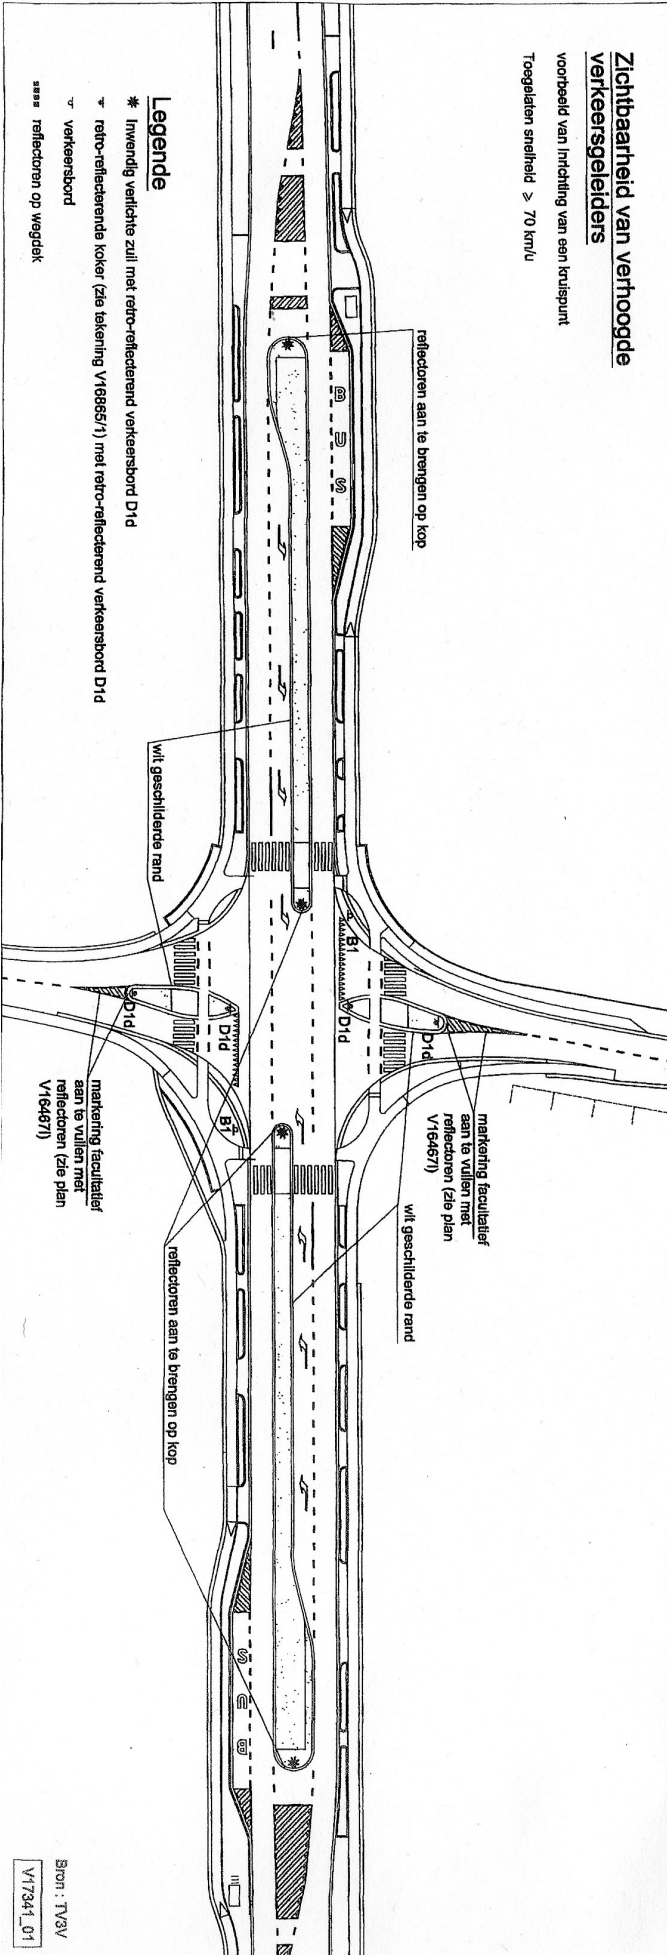 Zichtbaarheid van verhoogde
verkeersgeleiders
voorbeeld van inrichting van een kruispunt
Toegelaten snelheid ≥ 70 km/u
reflectoren aan te brengen op kop
BUS
Legende
Inwendig verlichte zuil met retro-reflecterend verkeersbord D1d
retro-reflecterende koker (zie tekening V16865/1) met retro-reflecterend verkeersbord D1d
verkeersbord
reflectoren op wegdek
wit geschilderde rand
B1
D1d
D1d
markering facultatief
aan te vullen met
reflectoren (zie plan
V16467I)
wit geschilderde rand
D1d
D1d
B1
markering facultatief
aan te vullen met
reflectoren (zie plan
V16467I)
reflectoren aan te brengen op kop
BUS
Bron : TV3V
V17341_01